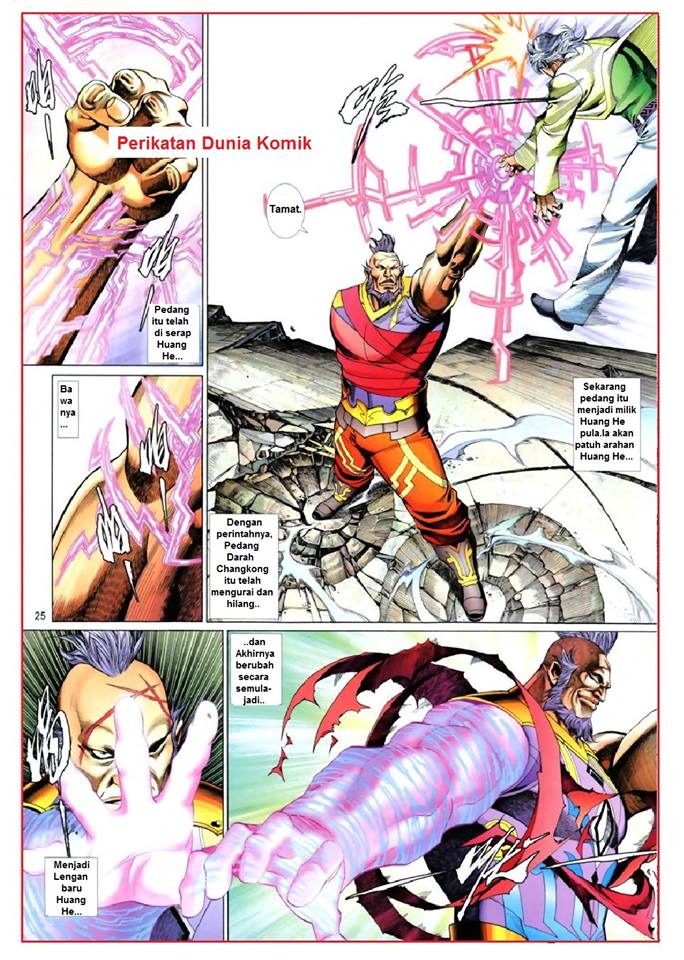 Perikatan Dunia Komik
Pedang
itu telah
di serap
Huang
He...
Tamat.
Ba
wa
nya
...
Sekarang
pedang itu
menjadi milik
Huang He
pula.Ia akan
patuh arahan
Huang He...
Dengan
perintahnya,
Pedang
Darah
Changkong
itu telah
mengurai dan
hilang..
25
..dan
Akhirnya
berubah
secara
semula-
jadi..
Menjadi
Lengan
baru
Huang
He...